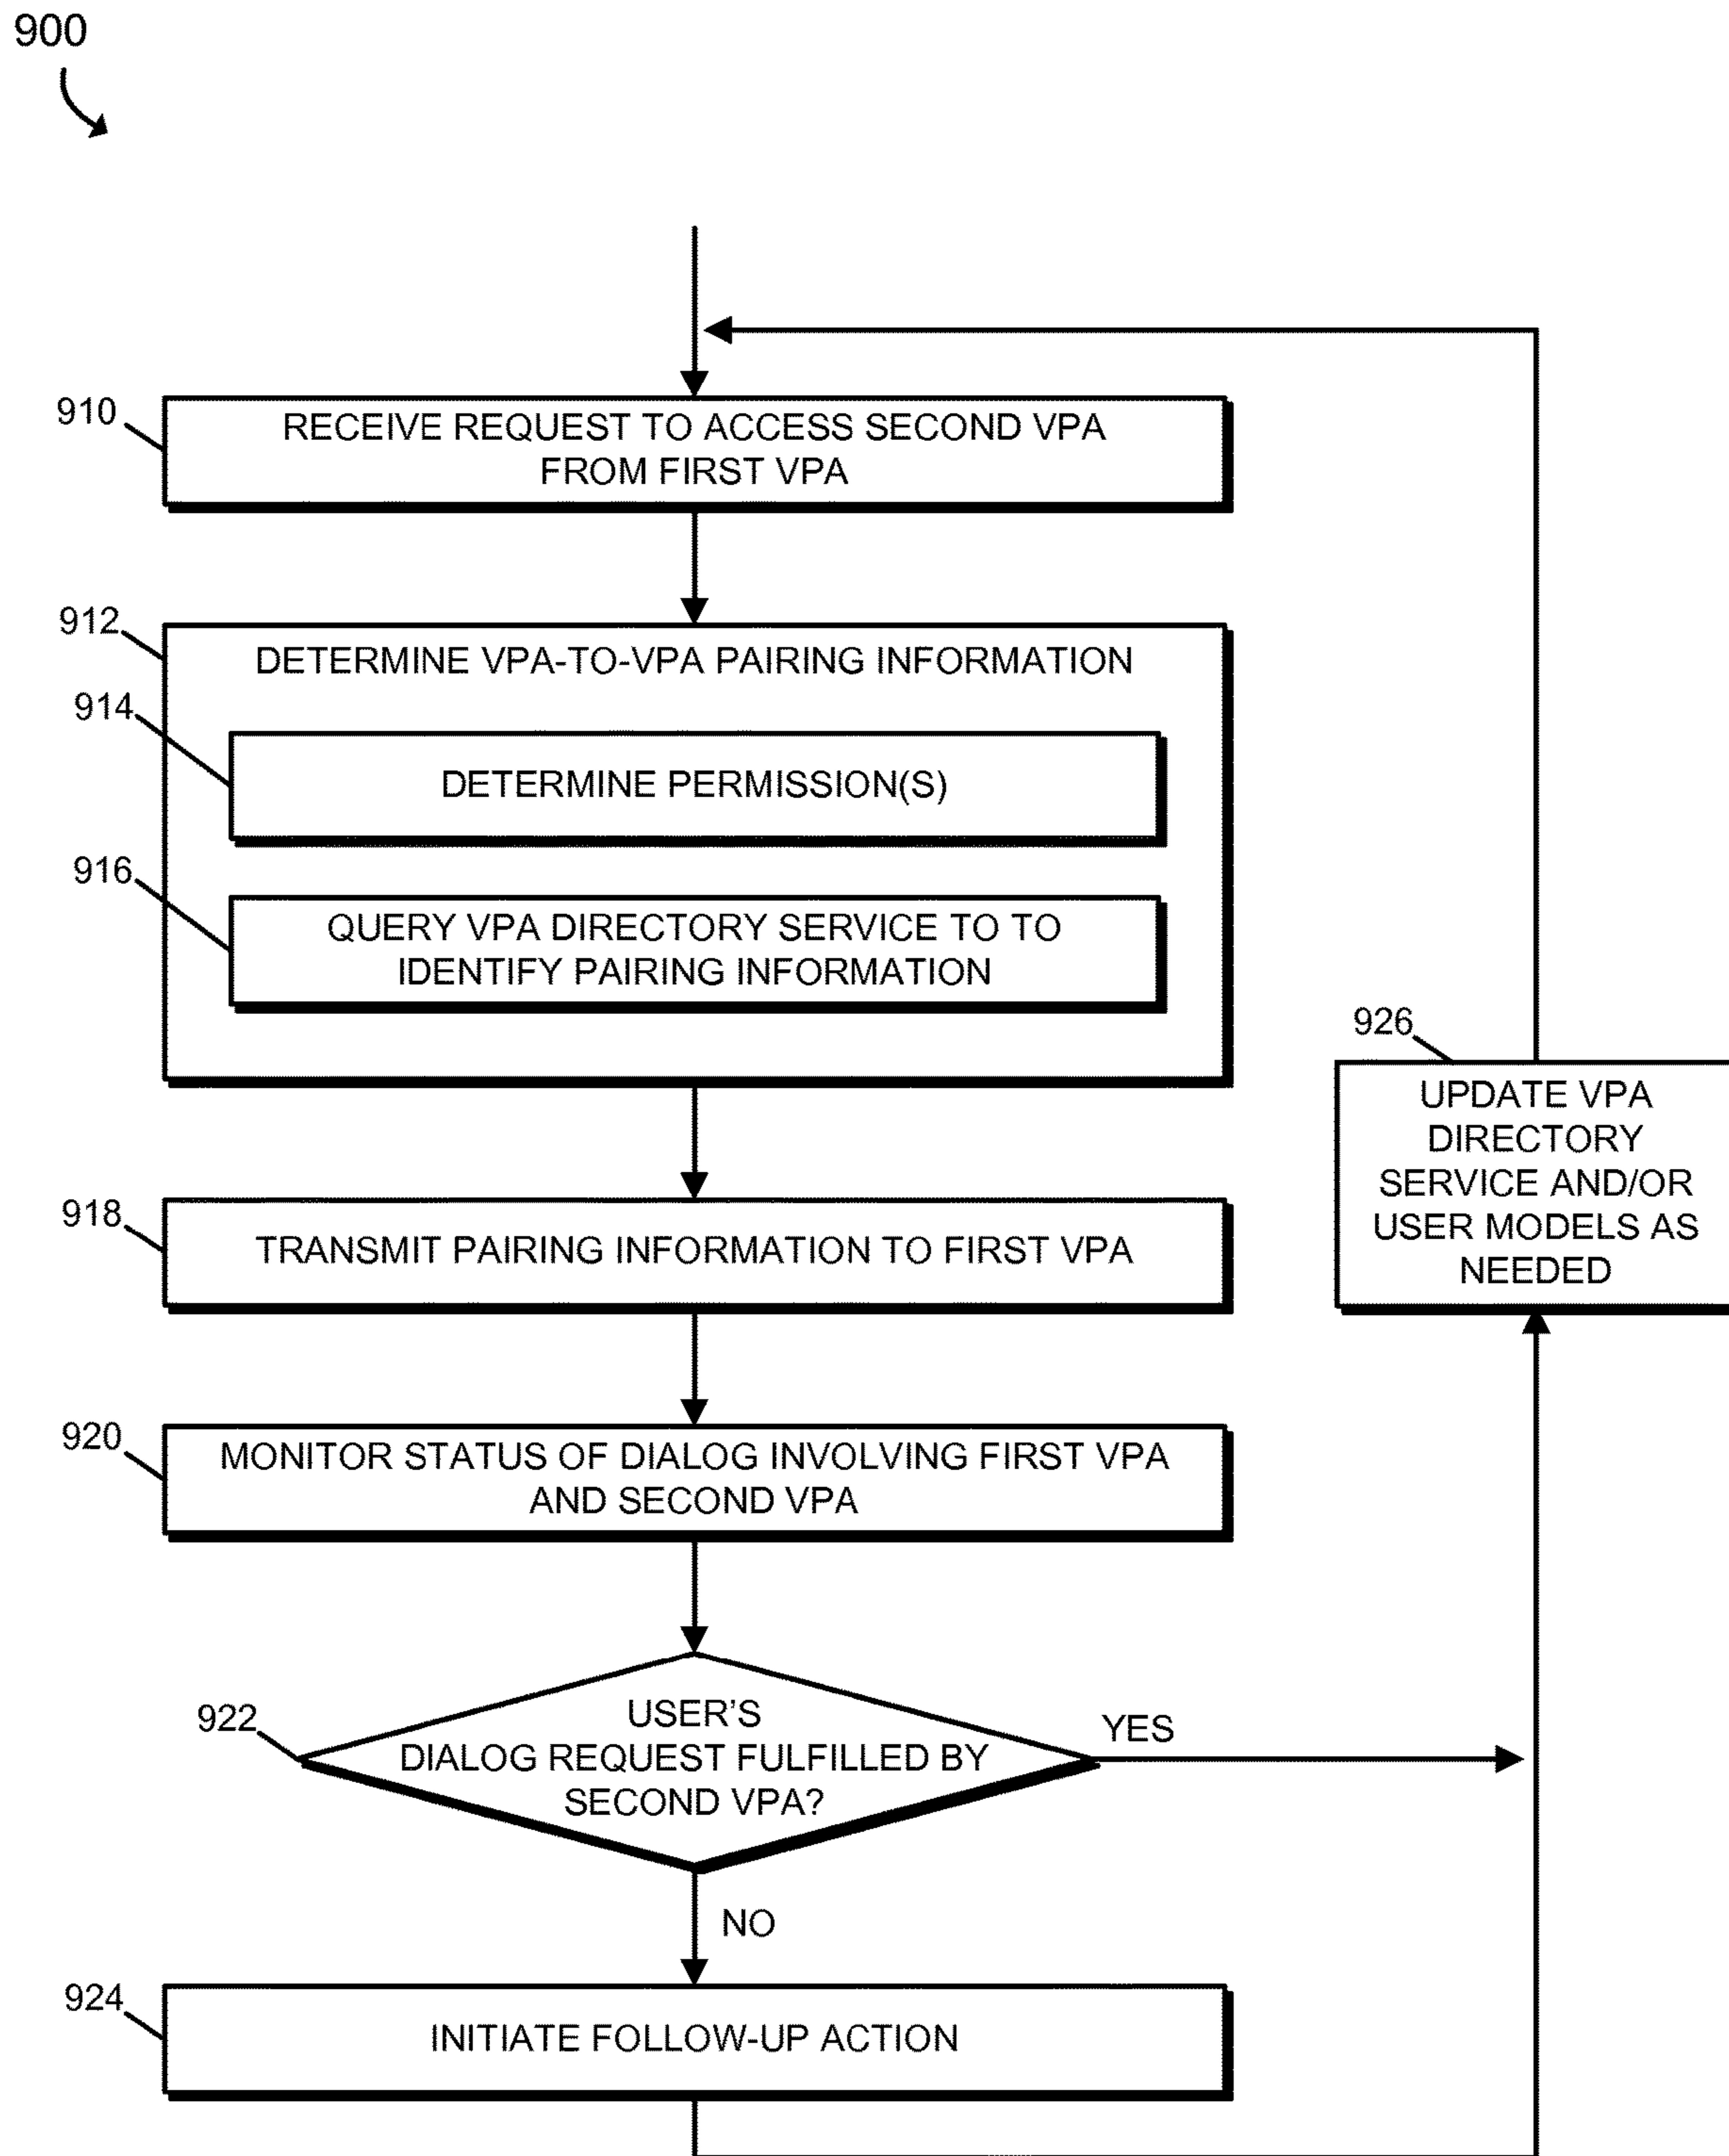 900
910
RECEIVE REQUEST TO ACCESS SECOND VPA
FROM FIRST VPA
912
DETERMINE VPA-TO-VPA PAIRING INFORMATION
914
DETERMINE PERMISSION(S)
916
QUERY VPA DIRECTORY SERVICE TO TO
IDENTIFY PAIRING INFORMATION
918
TRANSMIT PAIRING INFORMATION TO FIRST VPA
920
MONITOR STATUS OF DIALOG INVOLVING FIRST VPA
AND SECOND VPA
922
USER'S
DIALOG REQUEST FULFILLED BY
SECOND VPA?
YES
NO
924
INITIATE FOLLOW-UP ACTION
926
UPDATE VPA
DIRECTORY
SERVICE AND/OR
USER MODELS AS
NEEDED